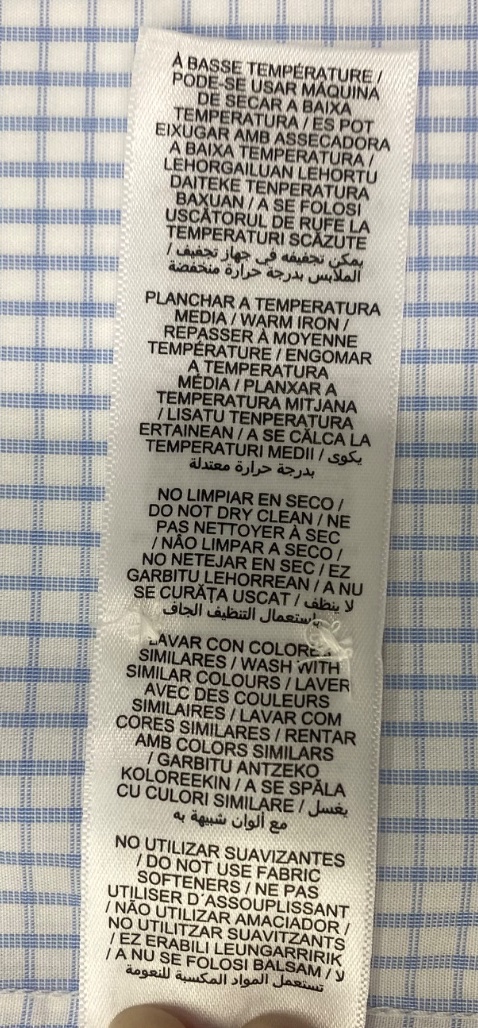 À BASSE TEMPÉRATURE /
PODE-SE USAR MÁQUINA
DE SECAR A BAIXA
TEMPERATURA / ES POT
EIXUGAR AMB ASSECADORA
A BAIXA TEMPERATURA /
LEHORGAILUAN LEHORTU
DAITEKE TENPERATURA
BAXUAN / A SE FOLOSI
USCĂTORUL DE RUFE LA
TEMPERATURI SCĂZUTE
يمكن تجفيفه في جهاز تجفيف /
الملابس بدرجة حرارة منخفضة
PLANCHAR A TEMPERATURA
MEDIA / WARM IRON /
REPASSER À MOYENNE
TEMPÉRATURE / ENGOMAR
A TEMPERATURA
MÉDIA / PLANXAR A
TEMPERATURA MITJANA
/ LISATU TENPERATURA
ERTAINEAN / A SE CĂLCA LA
TEMPERATURI MEDII / يكوى
بدرجة حرارة معتدلة
NO LIMPIAR EN SECO /
DO NOT DRY CLEAN / NE
PAS NETTOYER À SEC
/ NÃO LIMPAR A SECO /
NO NETEJAR EN SEC / EZ
GARBITU LEHORREAN / A NU
SE CURĂŢA USCAT / لا ينظف
باستعمال التنظيف الجاف
LAVAR CON COLORES
SIMILARES / WASH WITH
SIMILAR COLOURS / LAVER
AVEC DES COULEURS
SIMILAIRES / LAVAR COM
CORES SIMILARES / RENTAR
AMB COLORS SIMILARS
/ GARBITU ANTZEKO
KOLOREEKIN / A SE SPĂLA
CU CULORI SIMILARE / يغسل
مع ألوان شبيهة به
NO UTILIZAR SUAVIZANTES
/ DO NOT USE FABRIC
SOFTENERS / NE PAS
UTILISER D´ASSOUPLISSANT
/ NÃO UTILIZAR AMACIADOR /
NO UTILITZAR SUAVITZANTS
/ EZ ERABILI LEUNGARRIRIK
/ A NU SE FOLOSI BALSAM / لا
تستعمل المواد المكسبة للنعومة